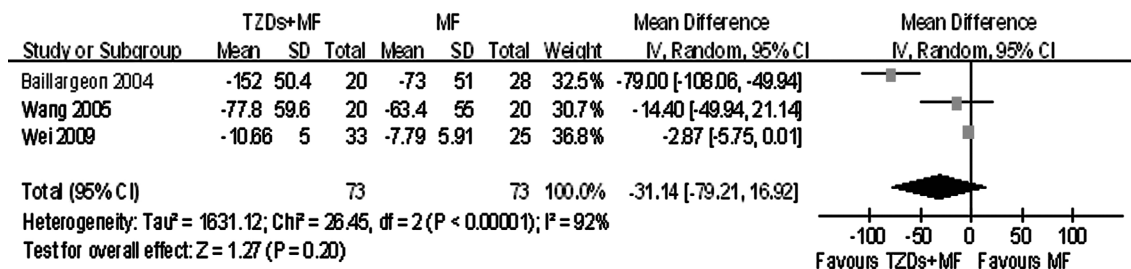 TZDs+MF MF Mean Difference Mean Difference
Study or Subgroup Mean SD Total Mean SD Total Weight IV, Random, 95% CI IV, Random, 95% CI
Baillargeon 2004 -152 50.4 20 -73 51 28 32.5% -79.00 [-108.06, -49.94]
Wang 2005 -77.8 59.6 20 -63.4 55 20 30.7% -14.40 [-49.94, 21.14]
Wei 2009 -10.66 5 33 -7.79 5.91 25 36.8% -2.87 [-5.75, 0.01]
Total (95% CI) 73 73 100.0% -31.14 [-79.21, 16.92]
Heterogeneity: Tau² = 1631.12; Chi² = 26.45, df = 2 (P < 0.00001); I² = 92%
Test for overall effect: Z = 1.27 (P = 0.20)
-100 -50 0 50 100
Favours TZDs+MF Favours MF